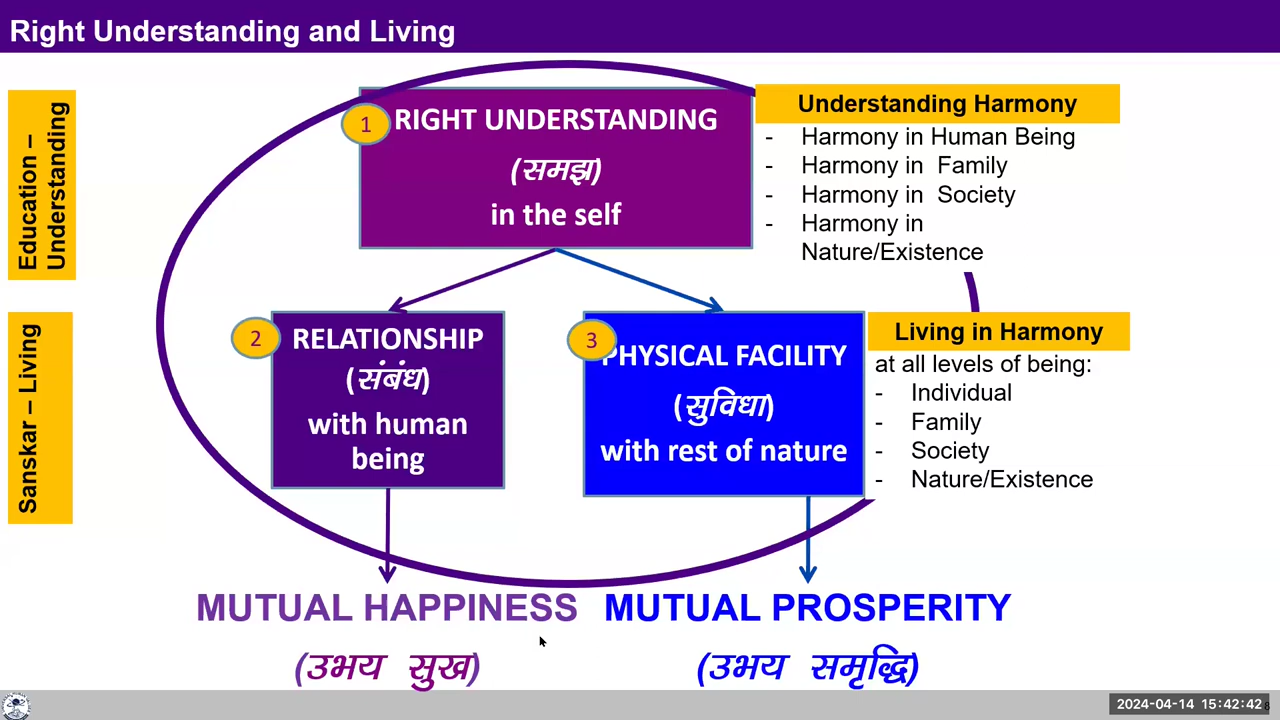 Right Understanding and Living
Education –
Understanding
1
RIGHT UNDERSTANDING
(समझ)
in the self
Understanding Harmony
- Harmony in Human Being
- Harmony in Family
- Harmony in Society
- Harmony in
Nature/Existence
Sanskar – Living
2
RELATIONSHIP
(संबंध)
with human
being
3
PHYSICAL FACILITY
(सुविधा)
with rest of nature
Living in Harmony
at all levels of being:
- Individual
- Family
- Society
- Nature/Existence
MUTUAL HAPPINESS
(उभय सुख)
MUTUAL PROSPERITY
(उभय समृद्धि)
2024-04-14 15:42:42
8